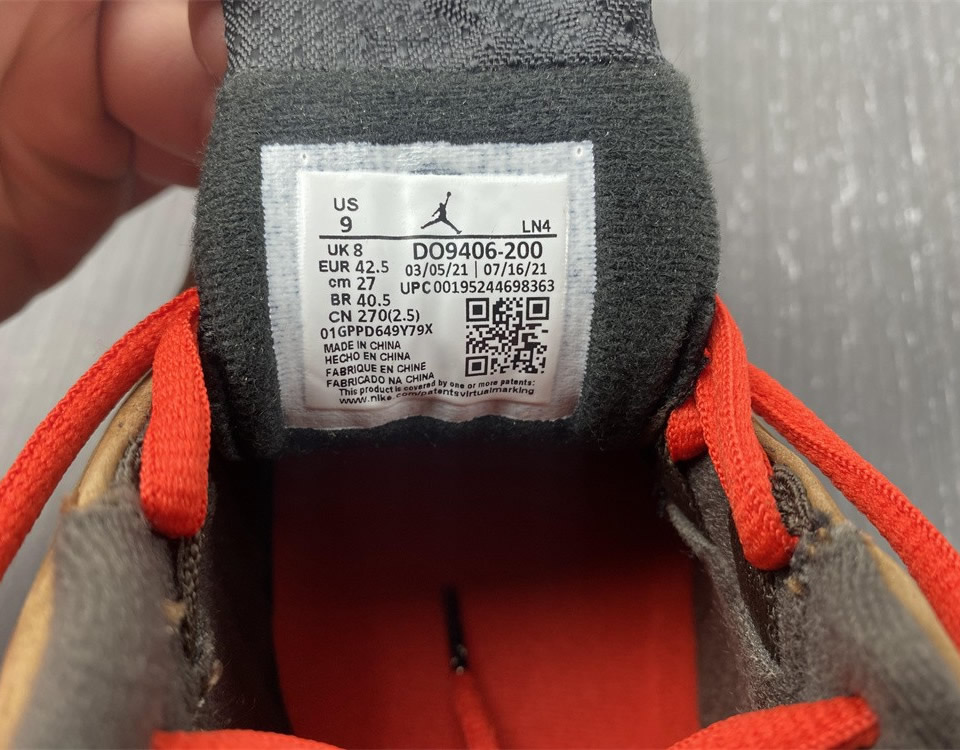 US
9
LN4
UK 8
DO9406-200
EUR 42.5
03/05/21 | 07/16/21
cm 27
UPC 00195244698363
BR 40.5
CN 270(2.5)
01GPPD649Y79X
MADE IN CHINA
HECHO EN CHINA
FABRIQUE EN CHINE
FABRICADO NA CHINA
This product is covered by one or more patents:
www.nike.com/patentsvirtualmarking